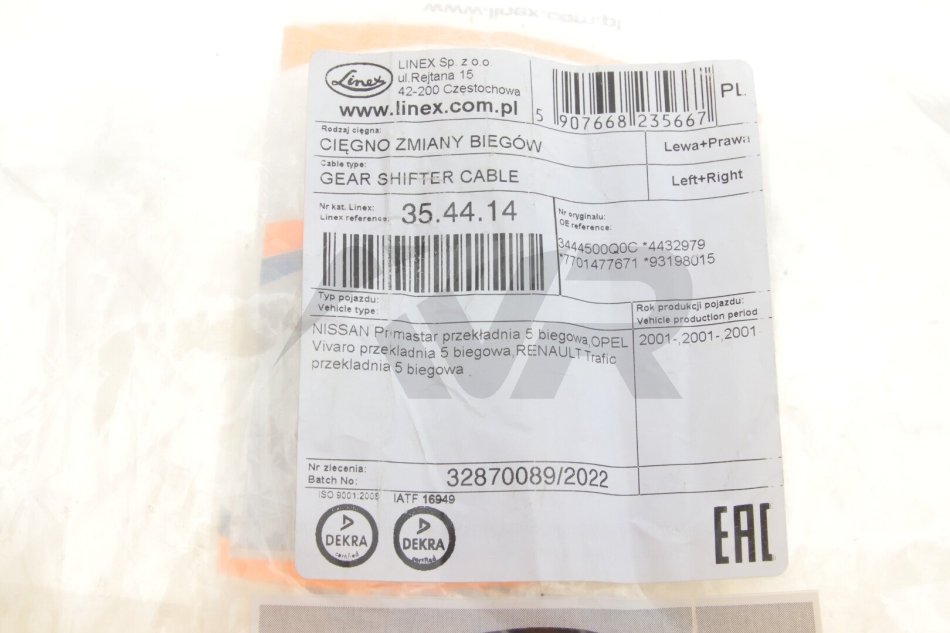 www.linex.com.pl
Linex
LINEX Sp. z o.o.
ul.Rejtana 15
42-200 Częstochowa
www.linex.com.pl
5 907668 235667
PL
Rodzaj cięgna:
CIĘGNO ZMIANY BIEGÓW
Lewa+Prawa
Cable type:
GEAR SHIFTER CABLE
Left+Right
Nr kat. Linex:
Linex reference:
35.44.14
Nr oryginału:
OE reference:
3444500Q0C *4432979
*7701477671 *93198015
Typ pojazdu:
Vehicle type:
Rok produkcji pojazdu:
Vehicle production period
NISSAN Primastar przekładnia 5 biegowa,OPEL
Vivaro przekładnia 5 biegowa,RENAULT Trafic
przekładnia 5 biegowa
2001-,2001-,2001-
Nr zlecenia:
Batch No:
32870089/2022
ISO 9001:2008
IATF 16949
DEKRA
certified
DEKRA
certified
EAC
AVR